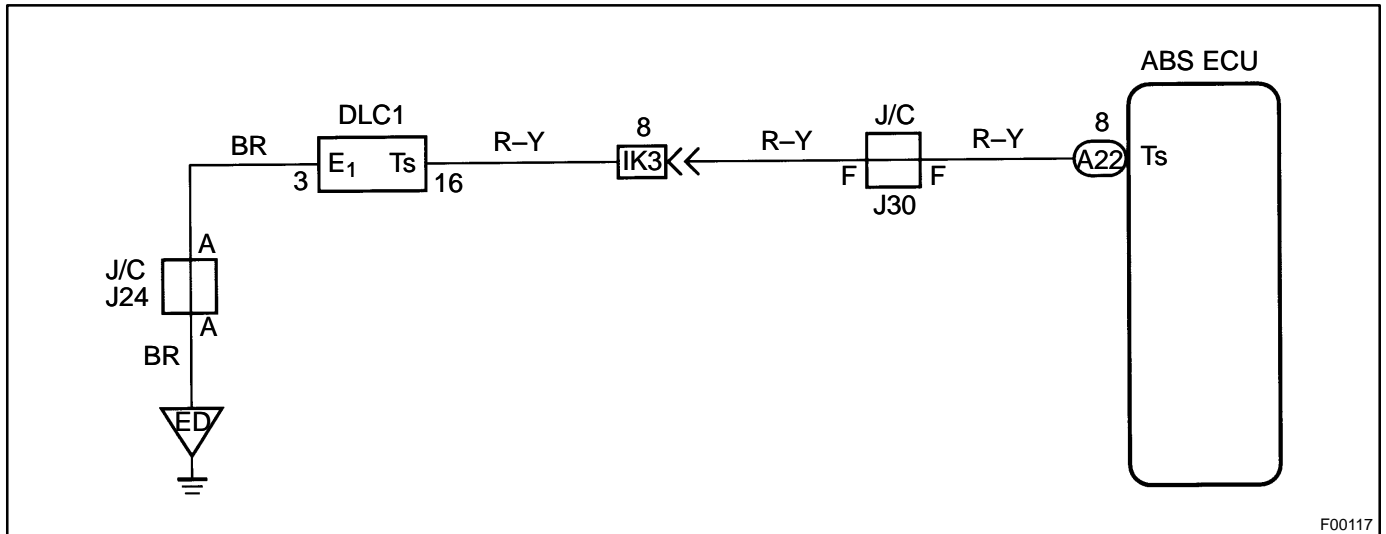 ABS ECU
DLC1
8
J/C
8
BR
R–Y
R–Y
R–Y
E1 Ts
IK3
A22
Ts
3
16
F
F
J30
A
J/C
J24
A
BR
ED
F00117